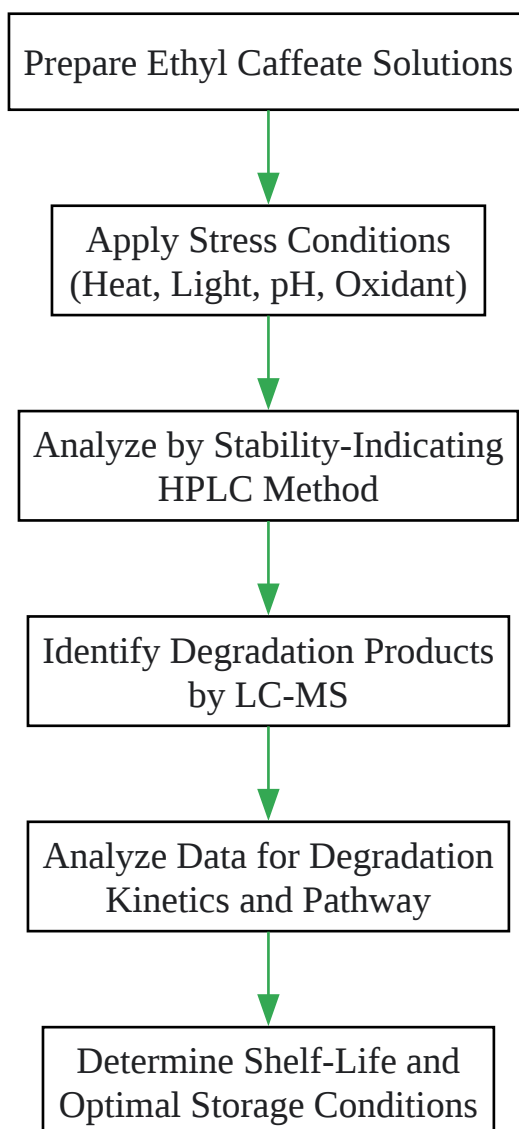 Prepare Ethyl Caffeate Solutions
Apply Stress Conditions
(Heat, Light, pH, Oxidant)
Analyze by Stability-Indicating
HPLC Method
Identify Degradation Products
by LC-MS
Analyze Data for Degradation
Kinetics and Pathway
Determine Shelf-Life and
Optimal Storage Conditions